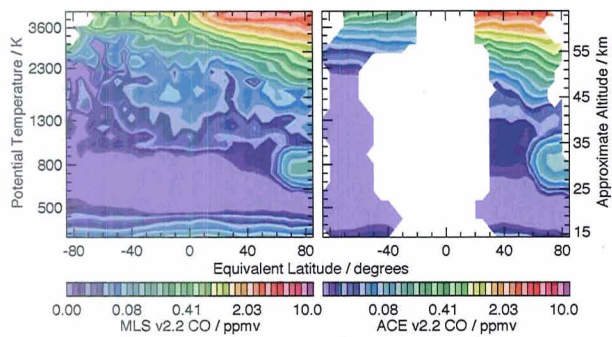 Potential Temperature / K
3600
2300
1300
800
500
55
45
35
25
15
Approximate Altitude / km
-80 -40 0 40 80
-80 -40 0 40 80
Equivalent Latitude / degrees
0.00 0.08 0.41 2.03 10.0
0.08 0.41 2.03 10.0
MLS v2.2 CO / ppmv
ACE v2.2 CO / ppmv